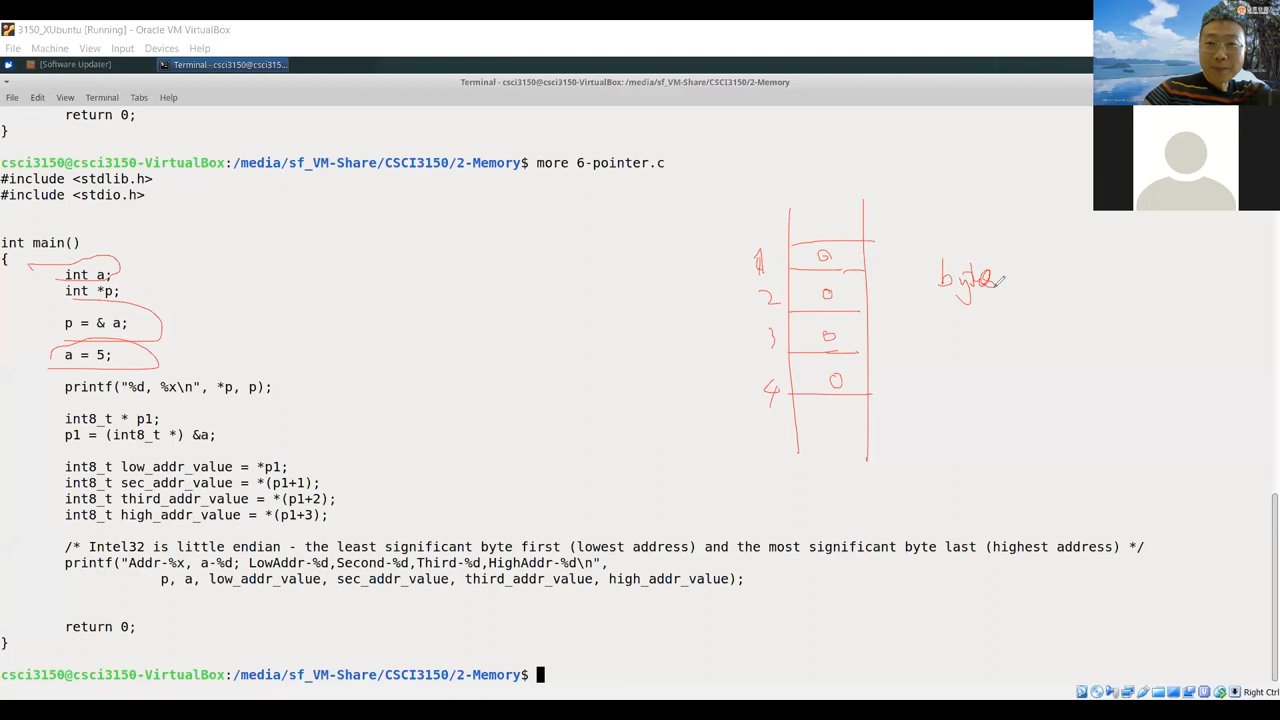 3150_XUbuntu [Running] - Oracle VM VirtualBox
File Machine View Input Devices Help
[Software Updater] Terminal - csci3150@csci315...
Terminal - csci3150@csci3150-VirtualBox:/media/sf_VM-Share/CSCI3150/2-Memory
File Edit View Terminal Tabs Help
return 0;
}
csci3150@csci3150-VirtualBox:/media/sf_VM-Share/CSCI3150/2-Memory$ more 6-pointer.c
#include <stdlib.h>
#include <stdio.h>
int main()
{
int a;
int *p;
p = & a;
a = 5;
printf("%d, %x\n", *p, p);
int8_t * p1;
p1 = (int8_t *) &a;
int8_t low_addr_value = *p1;
int8_t sec_addr_value = *(p1+1);
int8_t third_addr_value = *(p1+2);
int8_t high_addr_value = *(p1+3);
/* Intel32 is little endian - the least significant byte first (lowest address) and the most significant byte last (highest address) */
printf("Addr-%x, a-%d; LowAddr-%d,Second-%d,Third-%d,HighAddr-%d\n",
p, a, low_addr_value, sec_addr_value, third_addr_value, high_addr_value);
return 0;
}
csci3150@csci3150-VirtualBox:/media/sf_VM-Share/CSCI3150/2-Memory$
1 0
2 0
3 0
4 0
byte
Right Ctrl